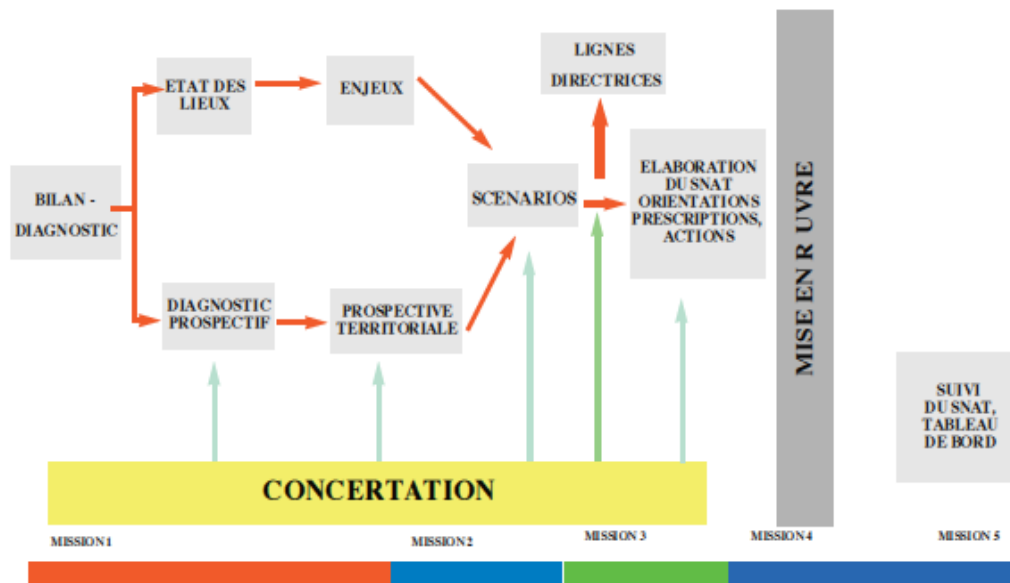 LIGNES
DIRECTRICES
ETAT DES
LIEUX
ENJEUX
BILAN -
DIAGNOSTIC
SCENARIOS
ELABORATION
DU SNAT
ORIENTATIONS
PRESCRIPTIONS,
ACTIONS
DIAGNOSTIC
PROSPECTIF
PROSPECTIVE
TERRITORIALE
MISE EN R UVRE
SUIVI
DU SNAT,
TABLEAU
DE BORD
CONCERTATION
MISSION 1
MISSION 2
MISSION 3
MISSION 4
MISSION 5